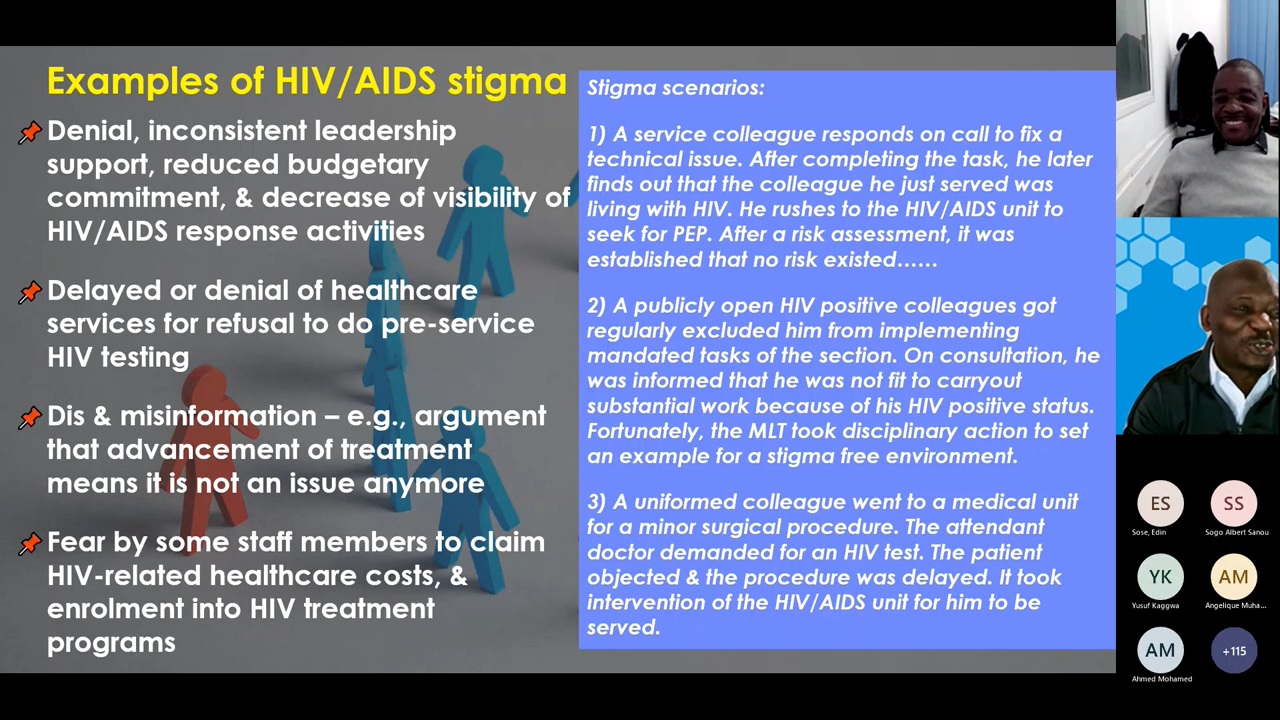 Examples of HIV/AIDS stigma
Denial, inconsistent leadership
support, reduced budgetary
commitment, & decrease of visibility of
HIV/AIDS response activities
Delayed or denial of healthcare
services for refusal to do pre-service
HIV testing
Dis & misinformation – e.g., argument
that advancement of treatment
means it is not an issue anymore
Fear by some staff members to claim
HIV-related healthcare costs, &
enrolment into HIV treatment
programs
Stigma scenarios:
1) A service colleague responds on call to fix a
technical issue. After completing the task, he later
finds out that the colleague he just served was
living with HIV. He rushes to the HIV/AIDS unit to
seek for PEP. After a risk assessment, it was
established that no risk existed……
2) A publicly open HIV positive colleagues got
regularly excluded him from implementing
mandated tasks of the section. On consultation, he
was informed that he was not fit to carryout
substantial work because of his HIV positive status.
Fortunately, the MLT took disciplinary action to set
an example for a stigma free environment.
3) A uniformed colleague went to a medical unit
for a minor surgical procedure. The attendant
doctor demanded for an HIV test. The patient
objected & the procedure was delayed. It took
intervention of the HIV/AIDS unit for him to be
served.
ES
SS
Sose, Edin
Sogo Albert Sanou
YK
AM
Yusuf Kaggwa
Angelique Muha...
AM
+115
Ahmed Mohamed